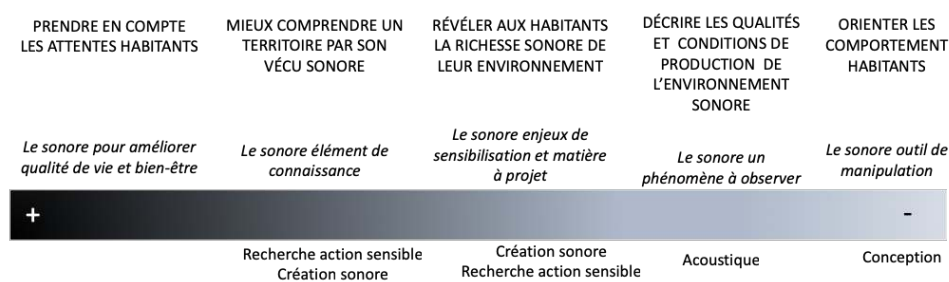 PRENDRE EN COMPTE
LES ATTENTES HABITANTS
MIEUX COMPRENDRE UN
TERRITOIRE PAR SON
VÉCU SONORE
RÉVÉLER AUX HABITANTS
LA RICHESSE SONORE DE
LEUR ENVIRONNEMENT
DÉCRIRE LES QUALITÉS
ET CONDITIONS DE
PRODUCTION DE
L'ENVIRONNEMENT
SONORE
ORIENTER LES
COMPORTEMENT
HABITANTS
Le sonore pour améliorer
qualité de vie et bien-être
Le sonore élément de
connaissance
Le sonore enjeux de
sensibilisation et matière
à projet
Le sonore un
phénomène à observer
Le sonore outil de
manipulation
+
-
Recherche action sensible
Création sonore
Création sonore
Recherche action sensible
Acoustique
Conception